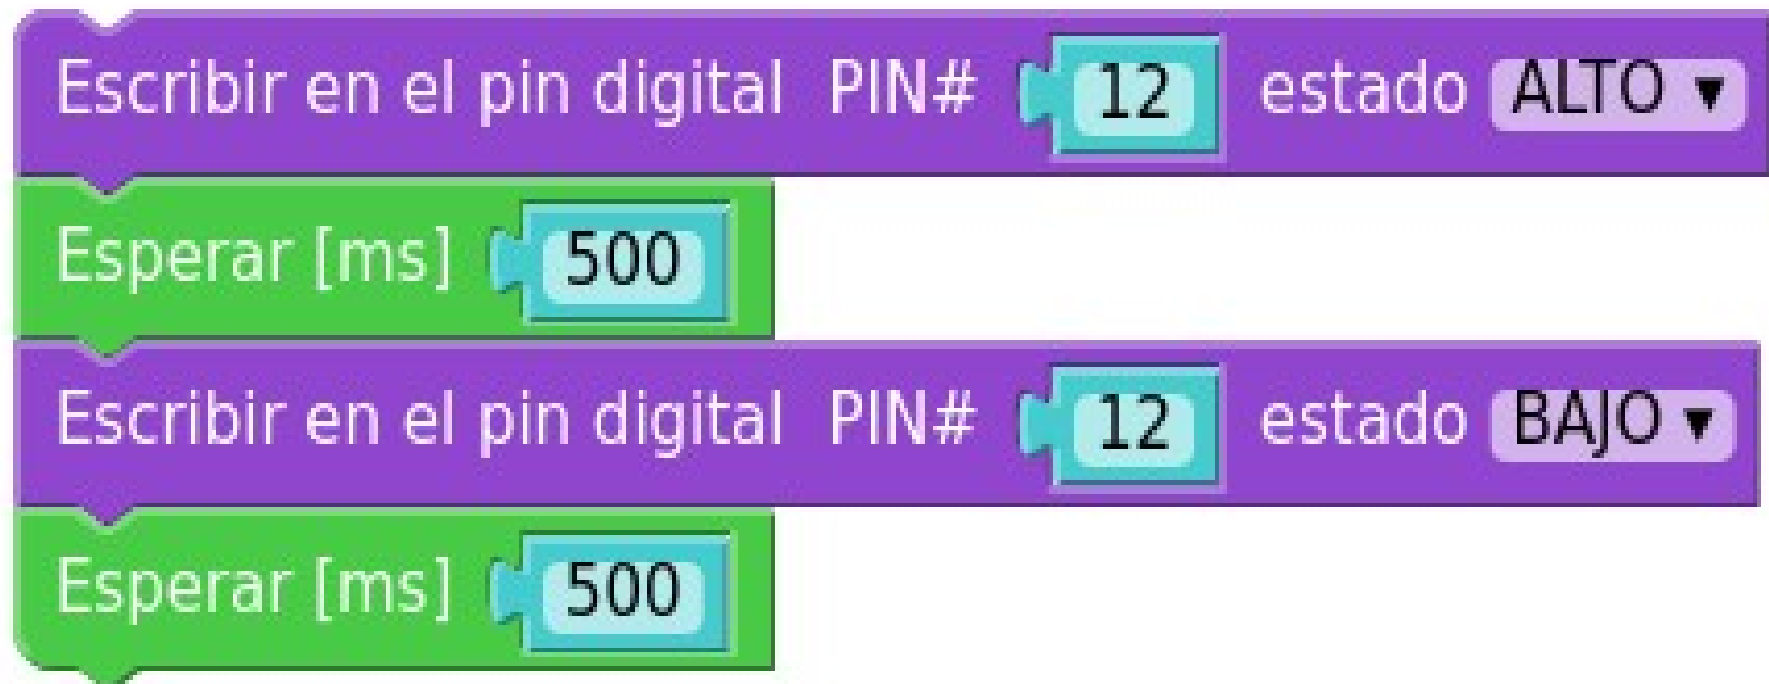 Escribir en el pin digital PIN# 12 estado ALTO ▾
Esperar [ms] 500
Escribir en el pin digital PIN# 12 estado BAJO ▾
Esperar [ms] 500